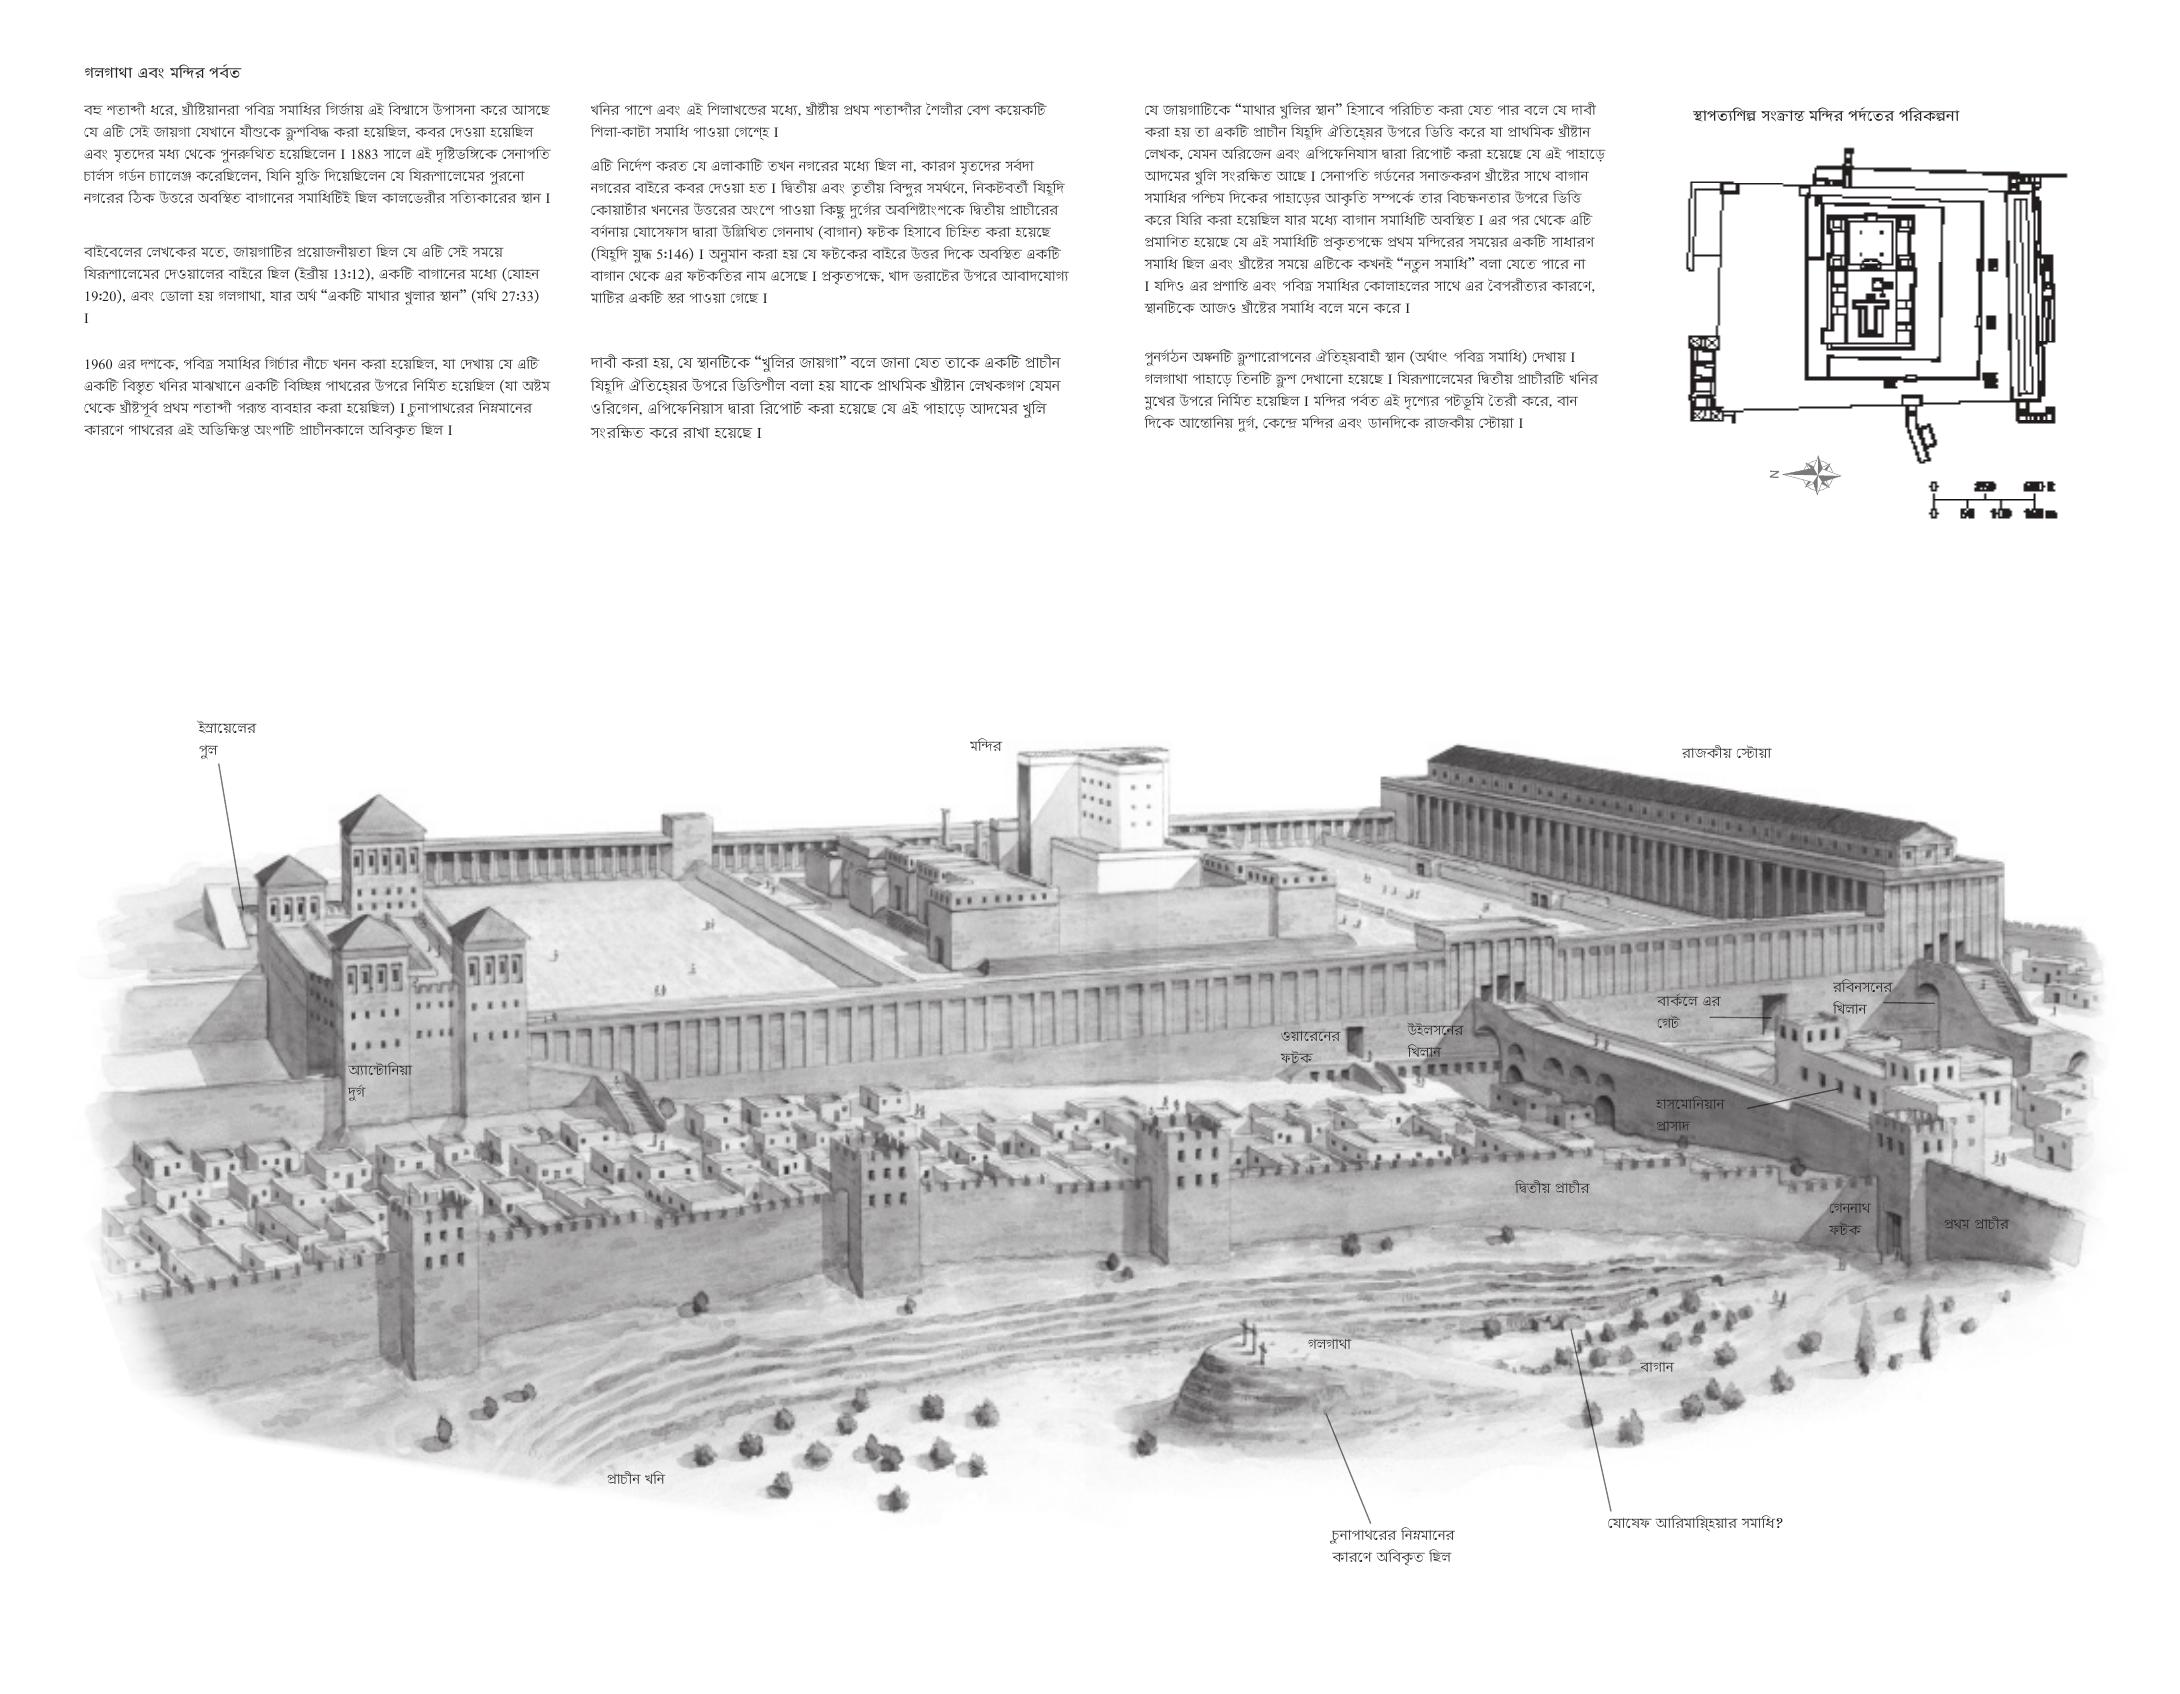 গলগাথা এবং মন্দির পর্বত
বহু শতাব্দী ধরে, খ্রীষ্টিয়ানরা পবিত্র সমাধির গির্জায় এই বিশ্বাসে উপাসনা করে আসছে
যে এটি সেই জায়গা যেখানে যীশুকে ক্রুশবিদ্ধ করা হয়েছিল, কবর দেওয়া হয়েছিল
এবং মৃতদের মধ্য থেকে পুনরুত্থিত হয়েছিলেন I 1883 সালে এই দৃষ্টিভঙ্গিকে সেনাপতি
চার্লস গর্ডন চ্যালেঞ্জ করেছিলেন, যিনি যুক্তি দিয়েছিলেন যে যিরূশালেমের পুরনো
নগরের ঠিক উত্তরে অবস্থিত বাগানের সমাধিটিই ছিল কালভেরীর সত্যিকারের স্থান I
বাইবেলের লেখকের মতে, জায়গাটির প্রয়োজনীয়তা ছিল যে এটি সেই সময়ে
যিরূশালেমের দেওয়ালের বাইরে ছিল (ইব্রীয় 13:12), একটি বাগানের মধ্যে (যোহন
19:20), এবং ভোলা হয় গলগাথা, যার অর্থ “একটি মাথার খুলার স্থান” (মথি 27:33)
I
1960 এর দশকে, পবিত্র সমাধির গির্চার নীচে খনন করা হয়েছিল, যা দেখায় যে এটি
একটি বিস্তৃত খনির মাঝখানে একটি বিচ্ছিন্ন পাথরের উপরে নির্মিত হয়েছিল (যা অষ্টম
থেকে খ্রীষ্টপূর্ব প্রথম শতাব্দী পর্য়ন্ত ব্যবহার করা হয়েছিল) I চুনাপাথরের নিম্নমানের
কারণে পাথরের এই অভিক্ষিপ্ত অংশটি প্রাচীনকালে অবিকৃত ছিল I
খনির পাশে এবং এই শিলাখন্ডের মধ্যে, খ্রীষ্টীয় প্রথম শতাব্দীর শৈলীর বেশ কয়েকটি
শিলা-কাটা সমাধি পাওয়া গেশ্হে I
এটি নির্দেশ করত যে এলাকাটি তখন নগরের মধ্যে ছিল না, কারণ মৃতদের সর্বদা
নগরের বাইরে কবর দেওয়া হত I দ্বিতীয় এবং তৃতীয় বিন্দুর সমর্থনে, নিকটবর্তী যিহূদি
কোয়ার্টার খননের উত্তরের অংশে পাওয়া কিছু দুর্গের অবশিষ্টাংশকে দ্বিতীয় প্রাচীরের
বর্ণনায় যোসেফাস দ্বারা উল্লিখিত গেননাথ (বাগান) ফটক হিসাবে চিহ্নিত করা হয়েছে
(যিহূদি যুদ্ধ 5:146) I অনুমান করা হয় যে ফটকের বাইরে উত্তর দিকে অবস্থিত একটি
বাগান থেকে এর ফটকতির নাম এসেছে I প্রকৃতপক্ষে, খাদ ভরাটের উপরে আবাদযোগ্য
মাটির একটি স্তর পাওয়া গেছে I
দাবী করা হয়, যে স্থানটিকে “খুলির জায়গা” বলে জানা যেত তাকে একটি প্রাচীন
যিহূদি ঐতিহ্যের উপরে ভিত্তিশীল বলা হয় যাকে প্রাথমিক খ্রীষ্টান লেখকগণ যেমন
ওরিগেন, এপিফেনিয়াস দ্বারা রিপোর্ট করা হয়েছে যে এই পাহাড়ে আদমের খুলি
সংরক্ষিত করে রাখা হয়েছে I
যে জায়গাটিকে “মাথার খুলির স্থান” হিসাবে পরিচিত করা যেত পার বলে যে দাবী
করা হয় তা একটি প্রাচীন যিহূদি ঐতিহ্যের উপরে ভিত্তি করে যা প্রাথমিক খ্রীষ্টান
লেখক, যেমন অরিজেন এবং এপিফেনিযাস দ্বারা রিপোর্ট করা হয়েছে যে এই পাহাড়ে
আদমের খুলি সংরক্ষিত আছে I সেনাপতি গর্ডনের সনাক্তকরণ খ্রীষ্টের সাথে বাগান
সমাধির পশ্চিম দিকের পাহাড়ের আকৃতি সম্পর্কে তার বিচক্ষনতার উপরে ভিত্তি
করে যিরি করা হয়েছিল যার মধ্যে বাগান সমাধিটি অবস্থিত I এর পর থেকে এটি
প্রমাণিত হয়েছে যে এই সমাধিটি প্রকৃতপক্ষে প্রথম মন্দিরের সময়ের একটি সাধারণ
সমাধি ছিল এবং খ্রীষ্টের সময়ে এটিকে কখনই “নতুন সমাধি” বলা যেতে পারে না
I যদিও এর প্রশান্তি এবং পবিত্র সমাধির কোলাহলের সাথে এর বৈপরীত্যর কারণে,
স্থানটিকে আজও খ্রীষ্টের সমাধি বলে মনে করে I
পুনর্গঠন অঙ্কনটি ক্রুশারোপনের ঐতিহ্য়বাহী স্থান (অর্থাৎ পবিত্র সমাধি) দেখায় I
গলগাথা পাহাড়ে তিনটি ক্রুশ দেখানো হয়েছে I যিরূশালেমের দ্বিতীয় প্রাচীরটি খনির
মুখের উপরে নির্মিত হয়েছিল I মন্দির পর্বত এই দৃশ্যের পটভূমি তৈরী করে, বান
দিকে আন্তোনিয় দুর্গ, কেন্দ্রে মন্দির এবং ডানদিকে রাজকীয় স্টোয়া I
স্থাপত্যশিল্প সংক্রান্ত মন্দির পর্দতের পরিকল্পনা
N
ইস্রায়েলের
পুল
মন্দির
রাজকীয় স্টোয়া
রবিনসনের
খিলান
বার্কলে এর
গেট
উইলসনের
খিলান
ওয়ারেনের
ফটক
অ্যান্টোনিয়া
দুর্গ
হাসমোনিয়ান
প্রাসাদ
দ্বিতীয় প্রাচীর
গেননাথ
ফটক
প্রথম প্রাচীর
গলগাথা
বাগান
প্রাচীন খনি
যোষেফ আরিমায়িহ়য়ার সমাধি?
চুনাপাথরের নিম্নমানের
কারণে অবিকৃত ছিল